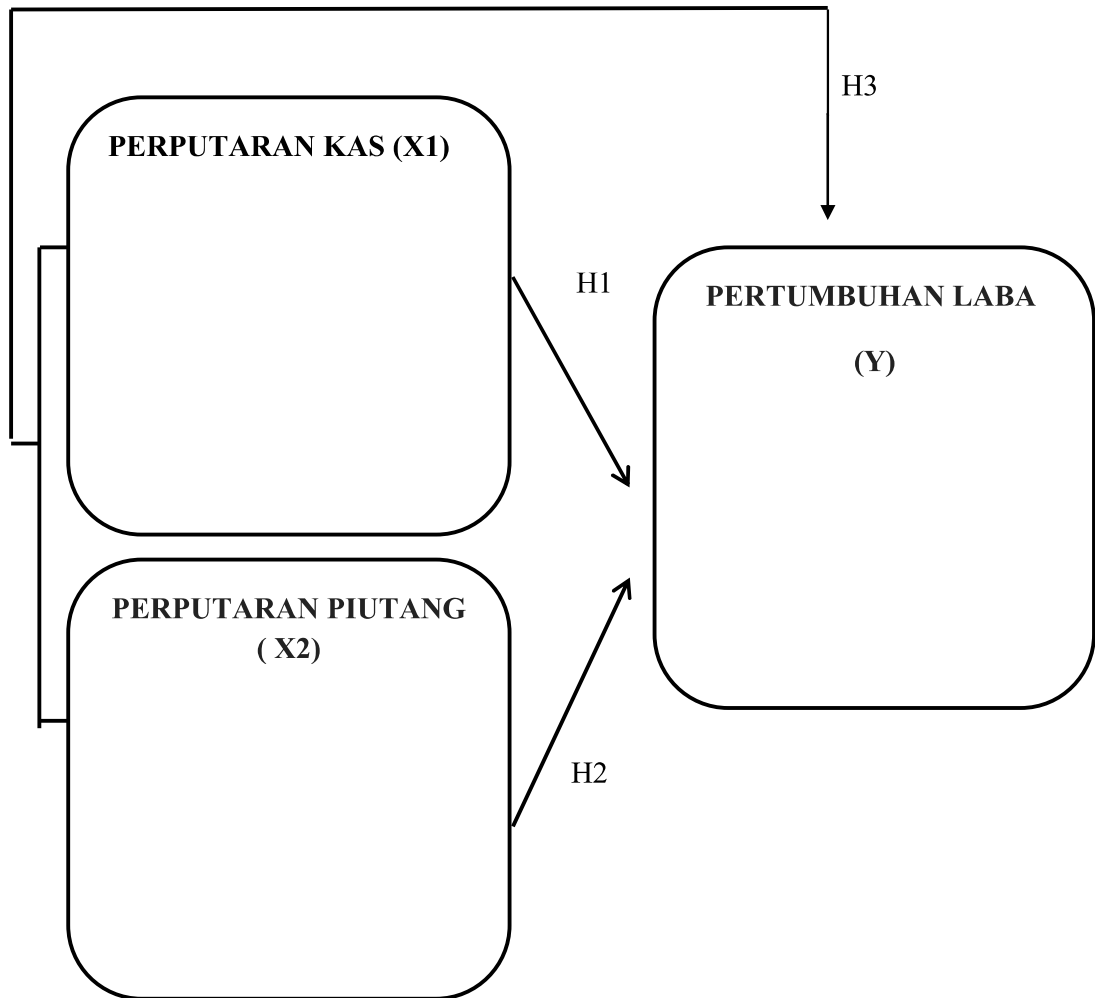 H3
PERPUTARAN KAS (X1)
H1
PERTUMBUHAN LABA
(Y)
PERPUTARAN PIUTANG
( X2)
H2